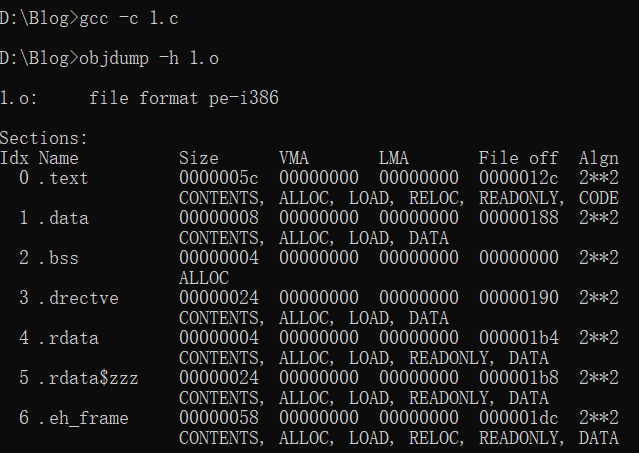 D:\Blog>gcc -c 1.c
D:\Blog>objdump -h 1.o
1.o:     file format pe-i386
Sections:
Idx Name          Size      VMA       LMA       File off  Algn
  0 .text         0000005c  00000000  00000000  0000012c  2**2
                  CONTENTS, ALLOC, LOAD, RELOC, READONLY, CODE
  1 .data         00000008  00000000  00000000  00000188  2**2
                  CONTENTS, ALLOC, LOAD, DATA
  2 .bss          00000004  00000000  00000000  00000000  2**2
                  ALLOC
  3 .drectve      00000024  00000000  00000000  00000190  2**2
                  CONTENTS, ALLOC, LOAD, DATA
  4 .rdata        00000004  00000000  00000000  000001b4  2**2
                  CONTENTS, ALLOC, LOAD, READONLY, DATA
  5 .rdata$zzz    00000024  00000000  00000000  000001b8  2**2
                  CONTENTS, ALLOC, LOAD, READONLY, DATA
  6 .eh_frame     00000058  00000000  00000000  000001dc  2**2
                  CONTENTS, ALLOC, LOAD, RELOC, READONLY, DATA